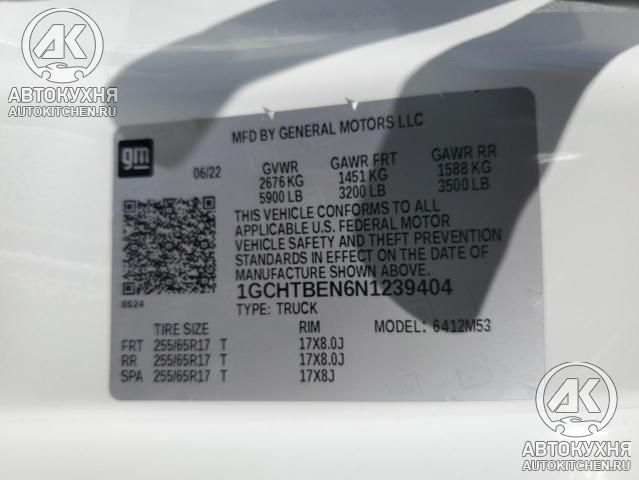 AK
АВТОКУХНЯ
AUTOKITCHEN.RU
MFD BY GENERAL MOTORS LLC
gm
06/22 GVWR GAWR FRT GAWR RR
2676 KG 1451 KG 1588 KG
5900 LB 3200 LB 3500 LB
THIS VEHICLE CONFORMS TO ALL
APPLICABLE U.S. FEDERAL MOTOR
VEHICLE SAFETY AND THEFT PREVENTION
STANDARDS IN EFFECT ON THE DATE OF
MANUFACTURE SHOWN ABOVE.
8624
1GCHTBEN6N1239404
TYPE: TRUCK
TIRE SIZE RIM MODEL: 6412M53
FRT 255/65R17 T 17X8.0J
RR 255/65R17 T 17X8.0J
SPA 255/65R17 T 17X8J
AK
АВТОКУХНЯ
AUTOKITCHEN.RU